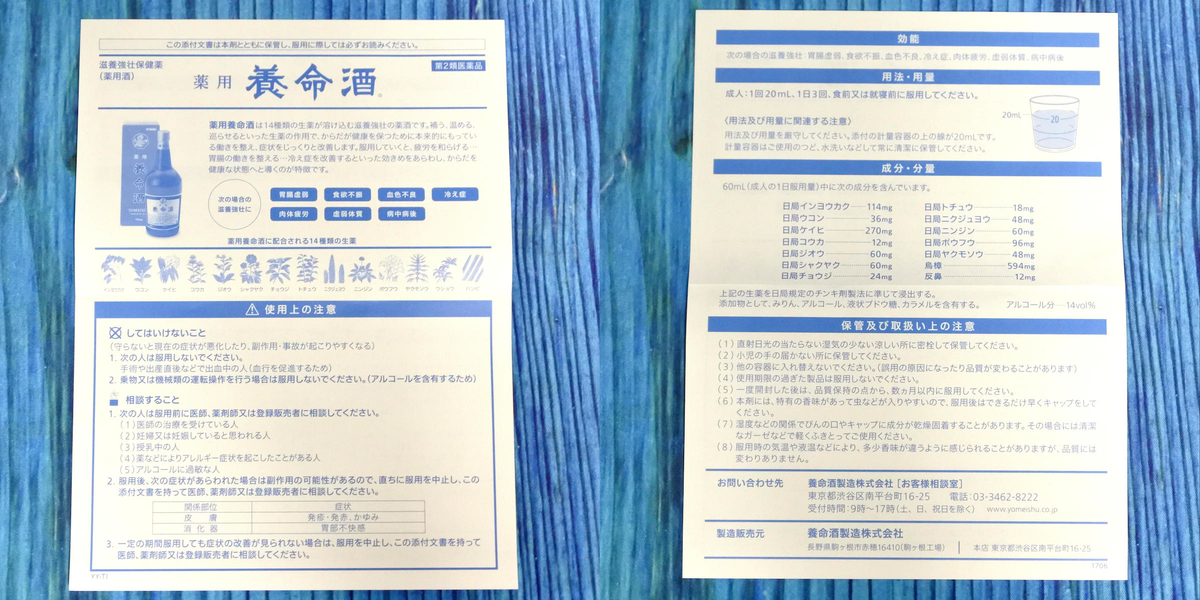 この添付文書は本剤とともに保管し、服用に際しては必ずお読みください。
滋養強壮保健薬
(薬用酒)
第2類医薬品
薬用 養命酒
薬用養命酒は14種類の生薬が溶け込む滋養強壮の薬酒です。補う、温める、
巡らせるといった生薬の作用で、からだが健康を保つために本来的にもってい
る働きを整え、症状をじっくりと改善します。服用していくと、疲労を和らげる…
胃腸の働きを整える…冷え症を改善するといった効きめをあらわし、からだを
健康な状態へと導くのが特徴です。
次の場合の
滋養強壮に
胃腸虚弱 食欲不振 血色不良 冷え症
肉体疲労 虚弱体質 病中病後
薬用養命酒に配合される14種類の生薬
インヨウカク ウコン ケイヒ コウカ ジオウ シャクヤク チョウジ トチュウ ニクジュヨウ ニンジン ボウフウ ヤクモソウ ウショウ ハンピ
使用上の注意
してはいけないこと
(守らないと現在の症状が悪化したり、副作用・事故が起こりやすくなる)
1. 次の人は服用しないでください。
手術や出産直後などで出血中の人(血行を促進するため)
2. 乗物又は機械類の運転操作を行う場合は服用しないでください。(アルコールを含有するため)
相談すること
1. 次の人は服用前に医師、薬剤師又は登録販売者に相談してください。
(1)医師の治療を受けている人
(2)妊婦又は妊娠していると思われる人
(3)授乳中の人
(4)薬などによりアレルギー症状を起こしたことがある人
(5)アルコールに過敏な人
2. 服用後、次の症状があらわれた場合は副作用の可能性があるので、直ちに服用を中止し、この
添付文書を持って医師、薬剤師又は登録販売者に相談してください。
関係部位 症状
皮膚 発疹・発赤、かゆみ
消化器 胃部不快感
3. 一定の期間服用しても症状の改善が見られない場合は、服用を中止し、この添付文書を持って
医師、薬剤師又は登録販売者に相談してください。
YY-T1
効能
次の場合の滋養強壮:胃腸虚弱、食欲不振、血色不良、冷え症、肉体疲労、虚弱体質、病中病後
用法・用量
成人:1回20mL、1日3回、食前又は就寝前に服用してください。
〈用法及び用量に関連する注意〉
用法及び用量を厳守してください。添付の計量容器の上の線が20mLです。
計量容器はご使用のつど、水洗いなどして常に清潔に保管してください。
20mL
20
成分・分量
60mL(成人の1日服用量)中に次の成分を含んでいます。
日局インヨウカク 114mg 日局トチュウ 18mg
日局ウコン 36mg 日局ニクジュヨウ 48mg
日局ケイヒ 270mg 日局ニンジン 60mg
日局コウカ 12mg 日局ボウフウ 96mg
日局ジオウ 60mg 日局ヤクモソウ 48mg
日局シャクヤク 60mg 烏樟 594mg
日局チョウジ 24mg 反鼻 12mg
上記の生薬を日局規定のチンキ剤製法に準じて浸出する。
添加物として、みりん、アルコール、液状ブドウ糖、カラメルを含有する。 アルコール分―14vol%
保管及び取扱い上の注意
(1)直射日光の当たらない湿気の少ない涼しい所に密栓して保管してください。
(2)小児の手の届かない所に保管してください。
(3)他の容器に入れ替えないでください。(誤用の原因になったり品質が変わることがあります)
(4)使用期限の過ぎた製品は服用しないでください。
(5)一度開封した後は、品質保持の点から、数ヵ月以内に服用してください。
(6)本剤には、特有の香味があって虫などが入りやすいので、服用後はできるだけ早くキャップをして
ください。
(7)温度などの関係でびんの口やキャップに成分が乾燥固着することがあります。その場合には清潔
なガーゼなどで軽くふきとってご使用ください。
(8)服用時の気温や液温などにより、多少香味が違うように感じられることがありますが、品質には
変わりありません。
お問い合わせ先 養命酒製造株式会社[お客様相談室]
東京都渋谷区南平台町16-25 電話:03-3462-8222
受付時間:9時〜17時(土、日、祝日を除く) www.yomeishu.co.jp
製造販売元 養命酒製造株式会社
長野県駒ヶ根市赤穂16410(駒ヶ根工場) 本店 東京都渋谷区南平台町16-25
1706